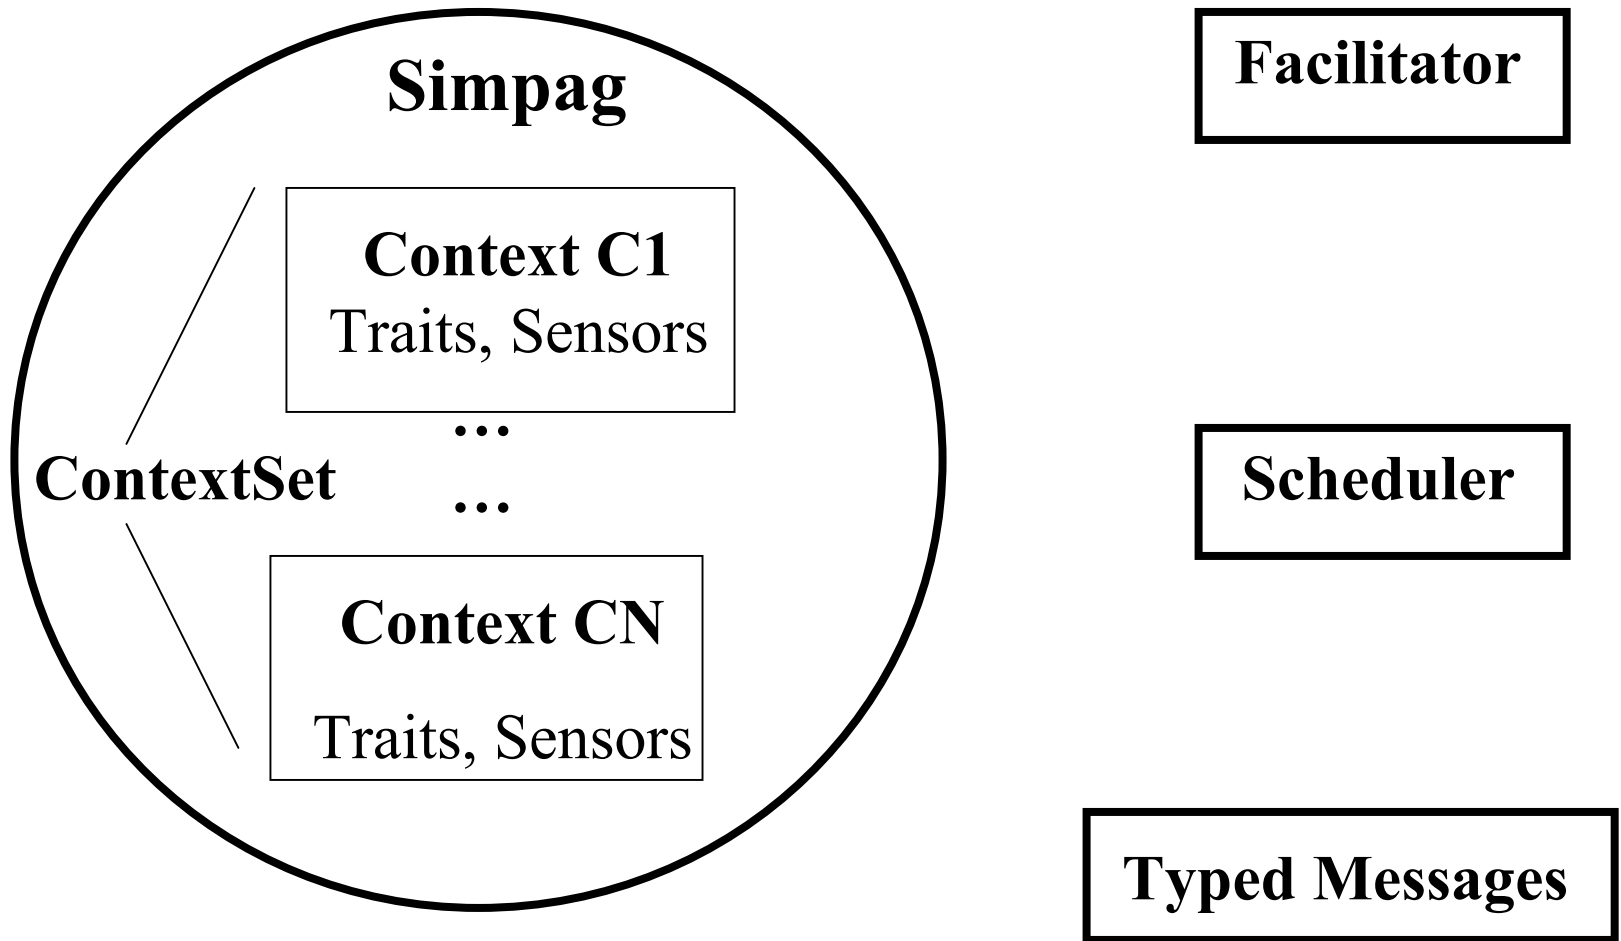 Simpag
Context C1
Traits, Sensors
...
ContextSet
...
Context CN
Traits, Sensors
Facilitator
Scheduler
Typed Messages